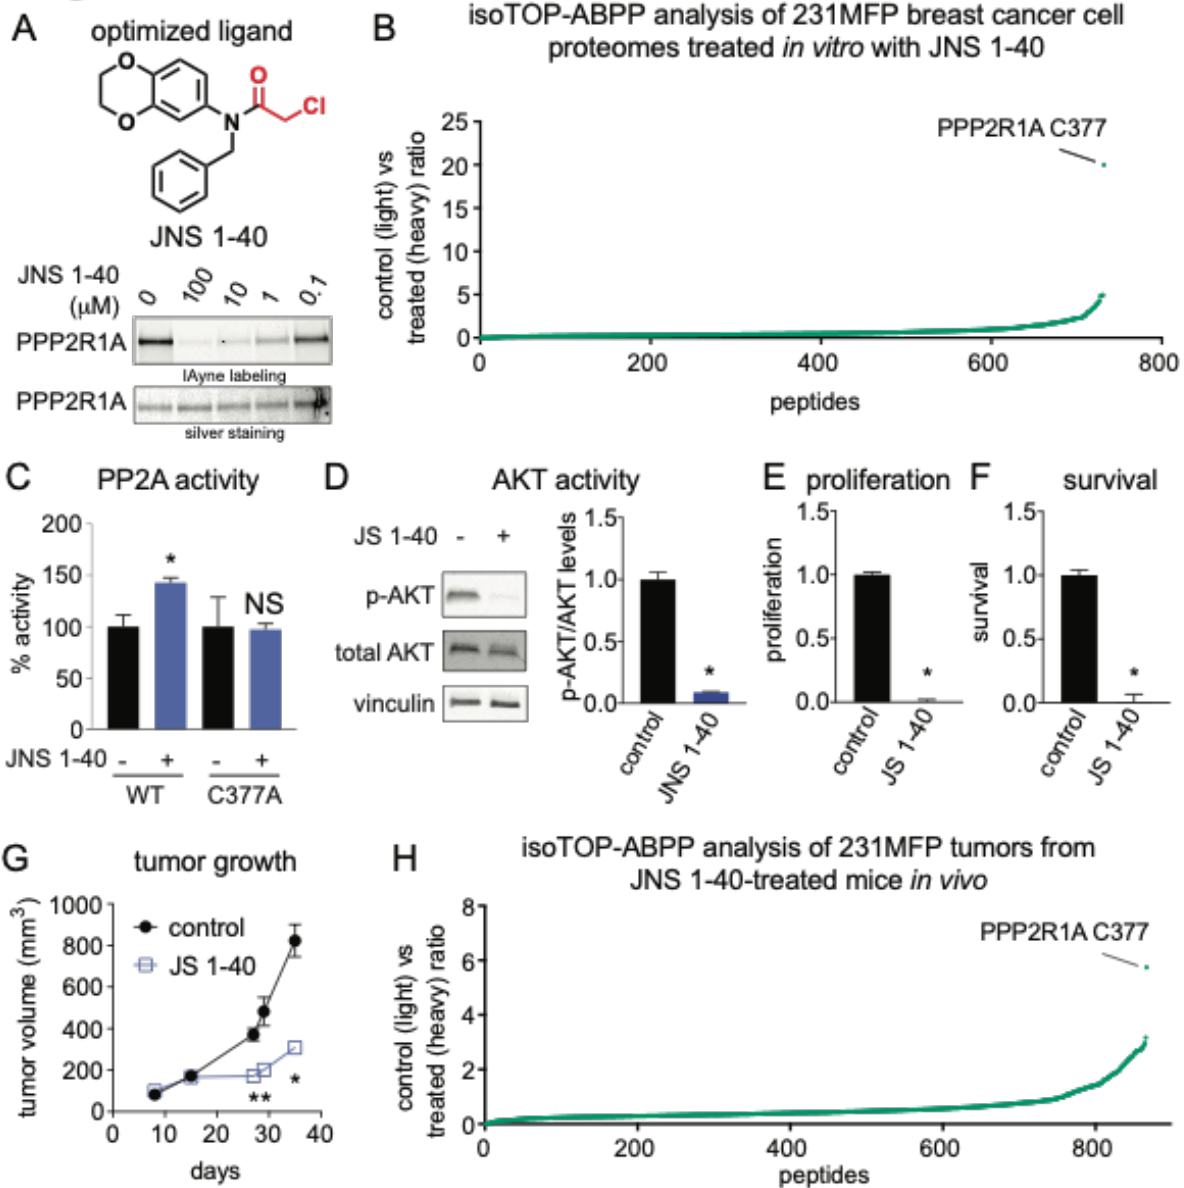 A
optimized ligand
O
O
N
O
Cl
JNS 1-40
JNS 1-40
(μM)
0 100 10 1 0.1
PPP2R1A
IAyne labeling
PPP2R1A
silver staining
B
isoTOP-ABPP analysis of 231MFP breast cancer cell
proteomes treated in vitro with JNS 1-40
control (light) vs
treated (heavy) ratio
25
20
15
10
5
0
PPP2R1A C377
0 200 400 600 800
peptides
C
PP2A activity
% activity
200
150
100
50
0
*
NS
JNS 1-40 - + - +
WT C377A
D
AKT activity
JS 1-40 - +
p-AKT
total AKT
vinculin
p-AKT/AKT levels
1.5
1.0
0.5
0.0
*
control
JNS 1-40
E
proliferation
proliferation
1.5
1.0
0.5
0.0
*
control
JS 1-40
F
survival
survival
1.5
1.0
0.5
0.0
*
control
JS 1-40
G
tumor growth
tumor volume (mm3)
1000
800
600
400
200
0
control
JS 1-40
**
*
0 10 20 30 40
days
H
isoTOP-ABPP analysis of 231MFP tumors from
JNS 1-40-treated mice in vivo
control (light) vs
treated (heavy) ratio
8
6
4
2
0
PPP2R1A C377
0 200 400 600 800
peptides